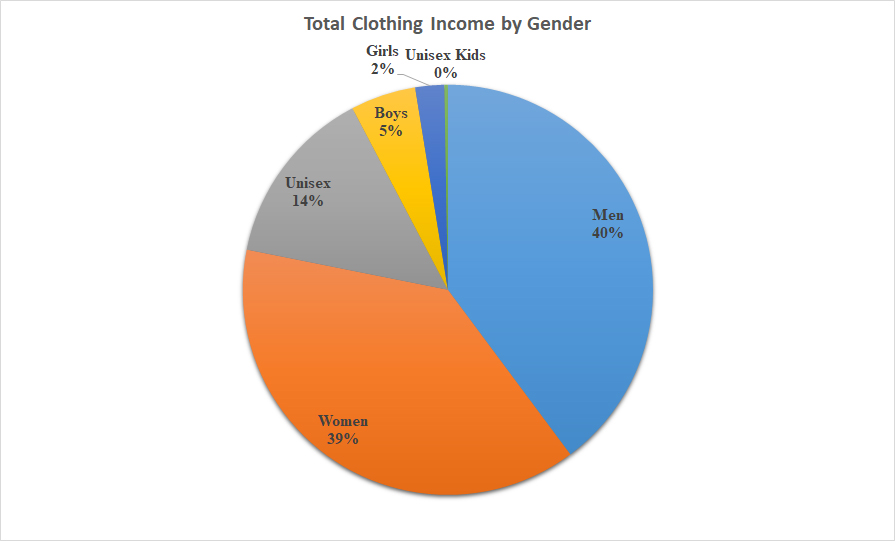 Total Clothing Income by Gender
Girls
2%
Unisex Kids
0%
Boys
5%
Unisex
14%
Men
40%
Women
39%